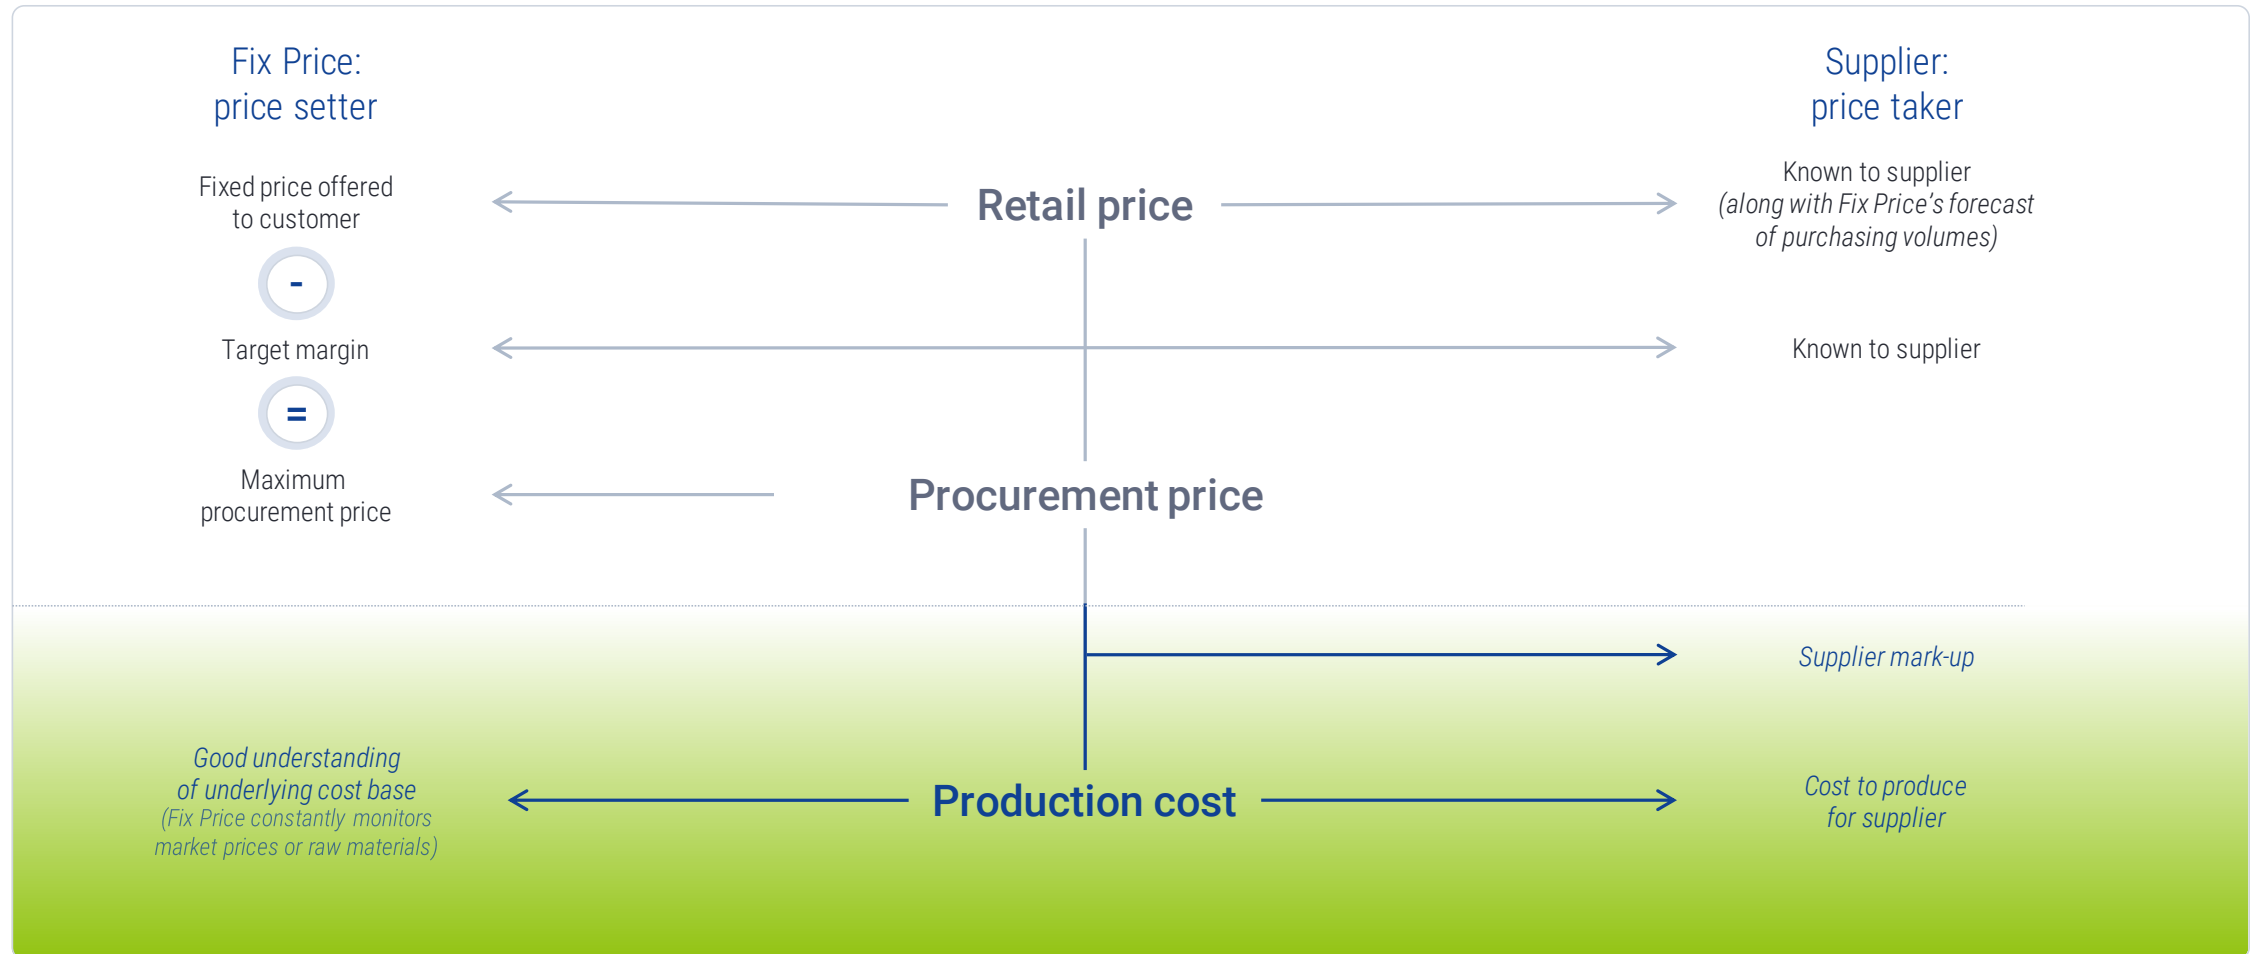 Fix Price:
price setter
Supplier:
price taker
Fixed price offered
to customer
Retail price
Known to supplier
(along with Fix Price's forecast
of purchasing volumes)
-
Target margin
Known to supplier
=
Maximum
procurement price
Procurement price
Supplier mark-up
Good understanding
of underlying cost base
(Fix Price constantly monitors
market prices or raw materials)
Production cost
Cost to produce
for supplier